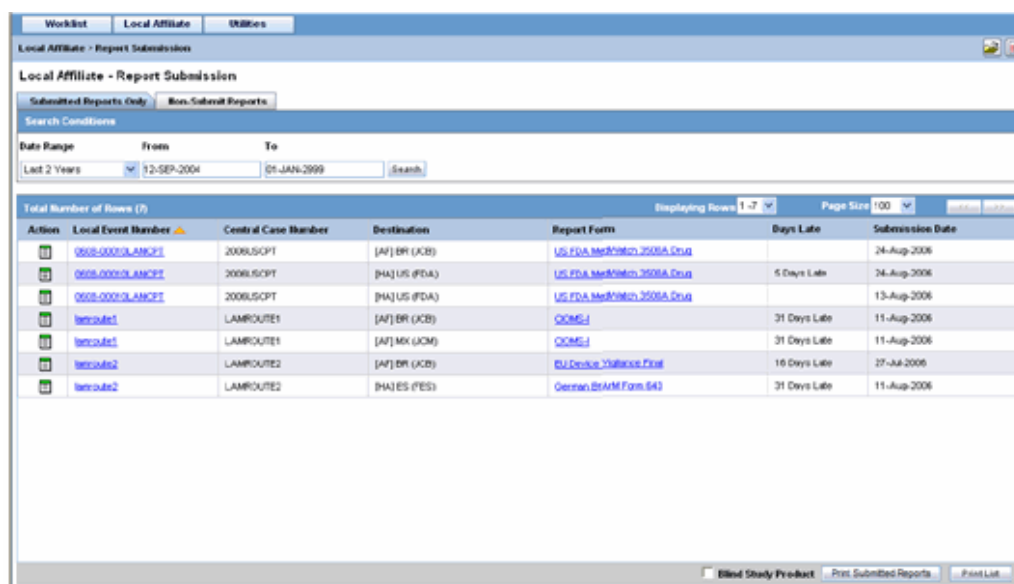 Worklist Local Affiliate Utilities
Local Affiliate > Report Submission
Local Affiliate - Report Submission
Submitted Reports Only Non-Submit Reports
Search Conditions
Date Range From To
Last 2 Years 12-SEP-2004 01-JAN-2999 Search
Total Number of Rows (7) Displaying Rows 1 -7 Page Size 100
Action Local Event Number Central Case Number Destination Report Form Days Late Submission Date
0608-00010LANCPT 2006USCPT [AF] BR (JCB) US FDA MedWatch 3500A Drug 24-Aug-2006
0608-00010LANCPT 2006USCPT [HA] US (FDA) US FDA MedWatch 3500A Drug 5 Days Late 24-Aug-2006
0608-00010LANCPT 2006USCPT [HA] US (FDA) US FDA MedWatch 3500A Drug 13-Aug-2006
lamroute1 LAMROUTE1 [AF] BR (JCB) CIOMS-I 31 Days Late 11-Aug-2006
lamroute1 LAMROUTE1 [AF] MX (JCM) CIOMS-I 31 Days Late 11-Aug-2006
lamroute2 LAMROUTE2 [AF] BR (JCB) EU Device Vigilance Final 16 Days Late 27-Jul-2006
lamroute2 LAMROUTE2 [HA] ES (FES) German BfArM Form 643 31 Days Late 11-Aug-2006
Blind Study Product Print Submitted Reports Print List